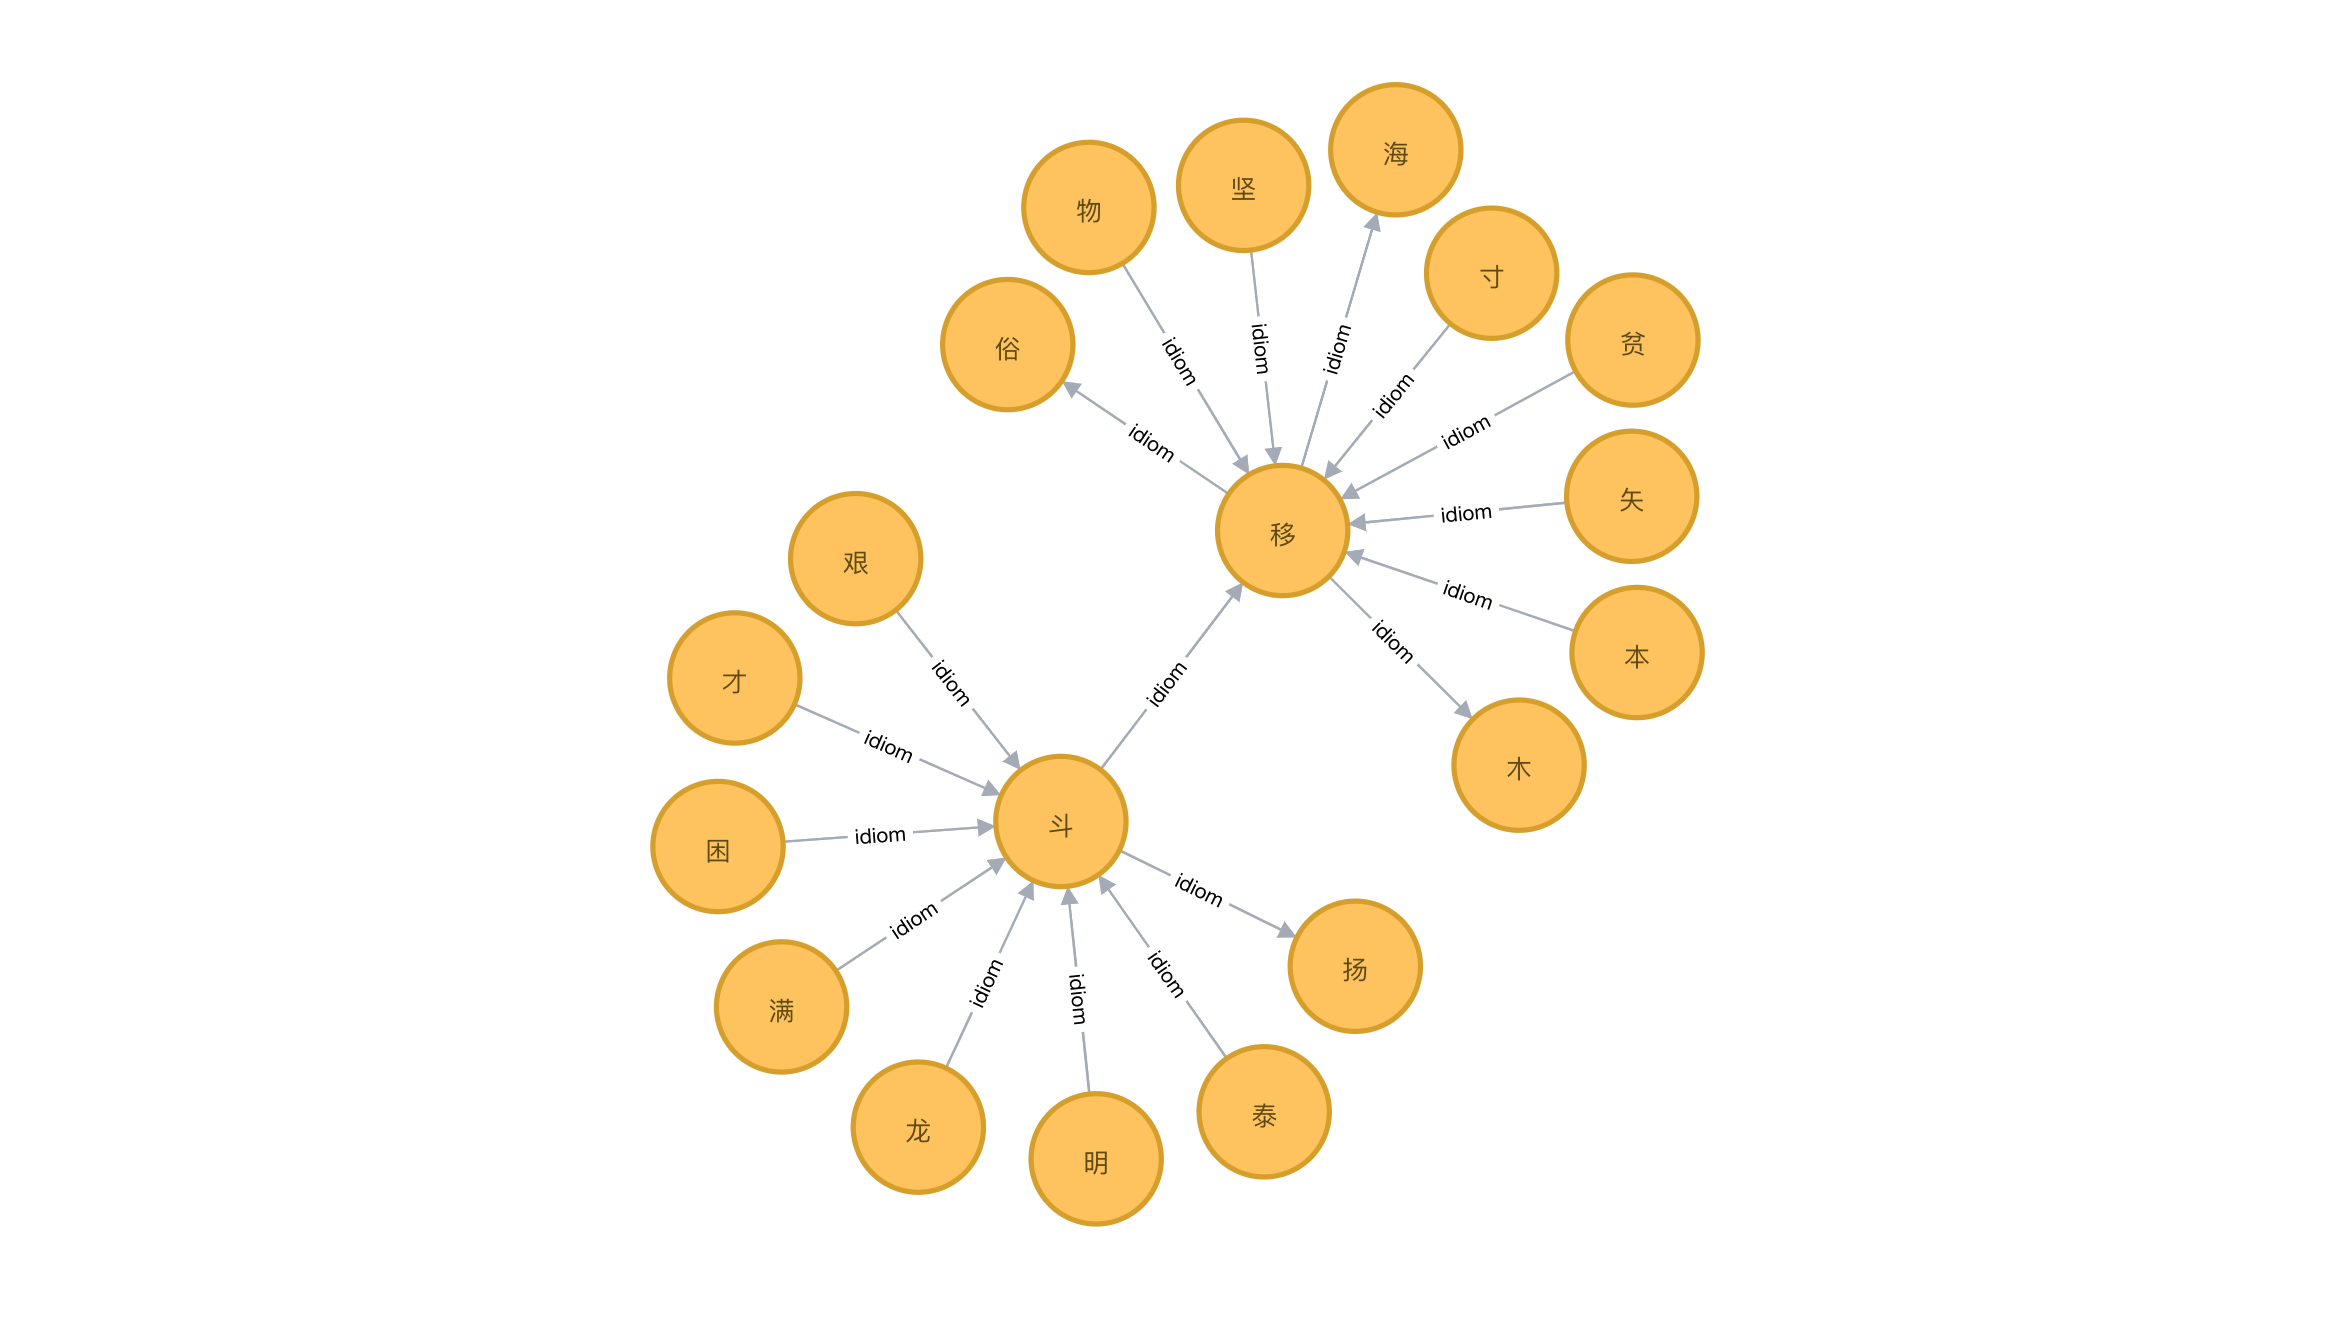 海
坚
物
寸
贫
俗
idiom
idiom
idiom
idiom
idiom
idiom
矢
idiom
移
艰
idiom
本
idiom
才
idiom
idiom
idiom
木
斗
idiom
困
idiom
idiom
扬
满
idiom
idiom
idiom
泰
龙
明